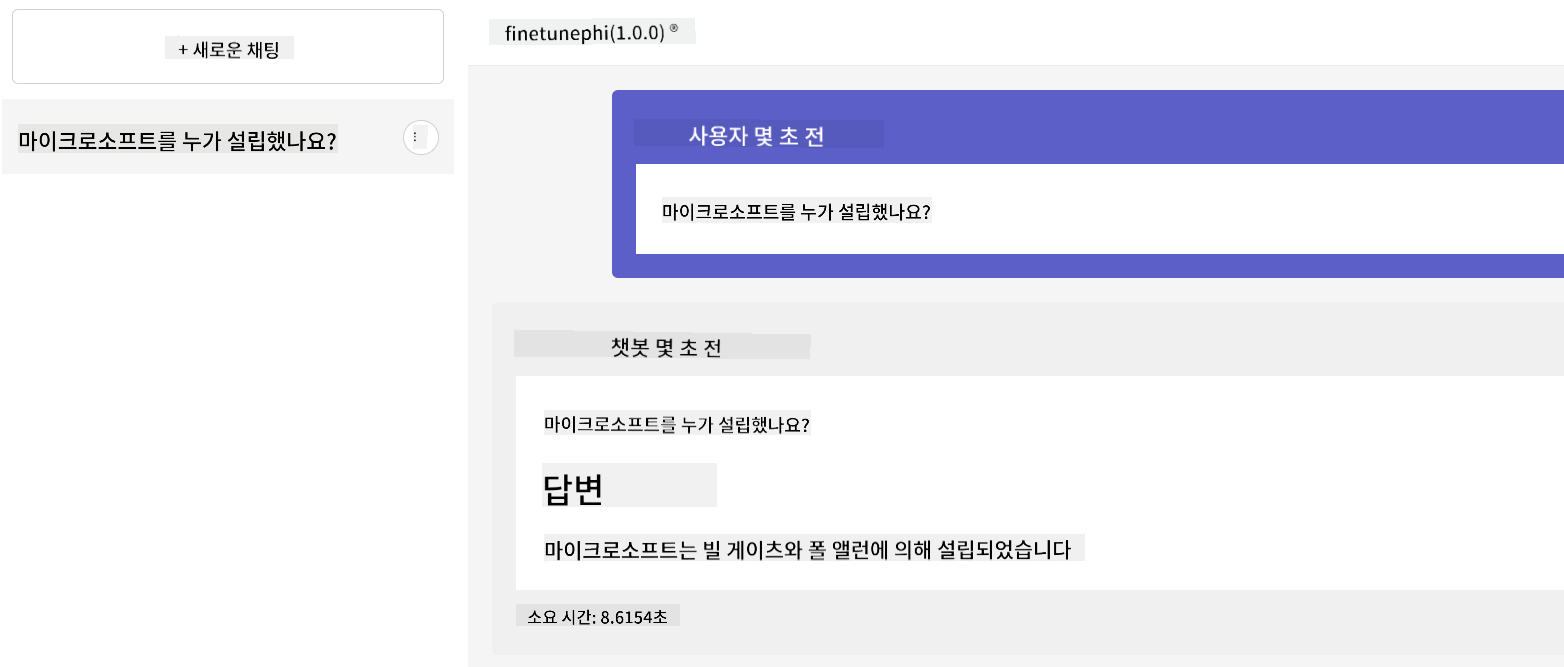 + 새로운 채팅
마이크로소프트를 누가 설립했나요?
finetunephi(1.0.0) ®
사용자 몇 초 전
마이크로소프트를 누가 설립했나요?
챗봇 몇 초 전
마이크로소프트를 누가 설립했나요?
답변
마이크로소프트는 빌 게이츠와 폴 앨런에 의해 설립되었습니다
소요 시간: 8.6154초